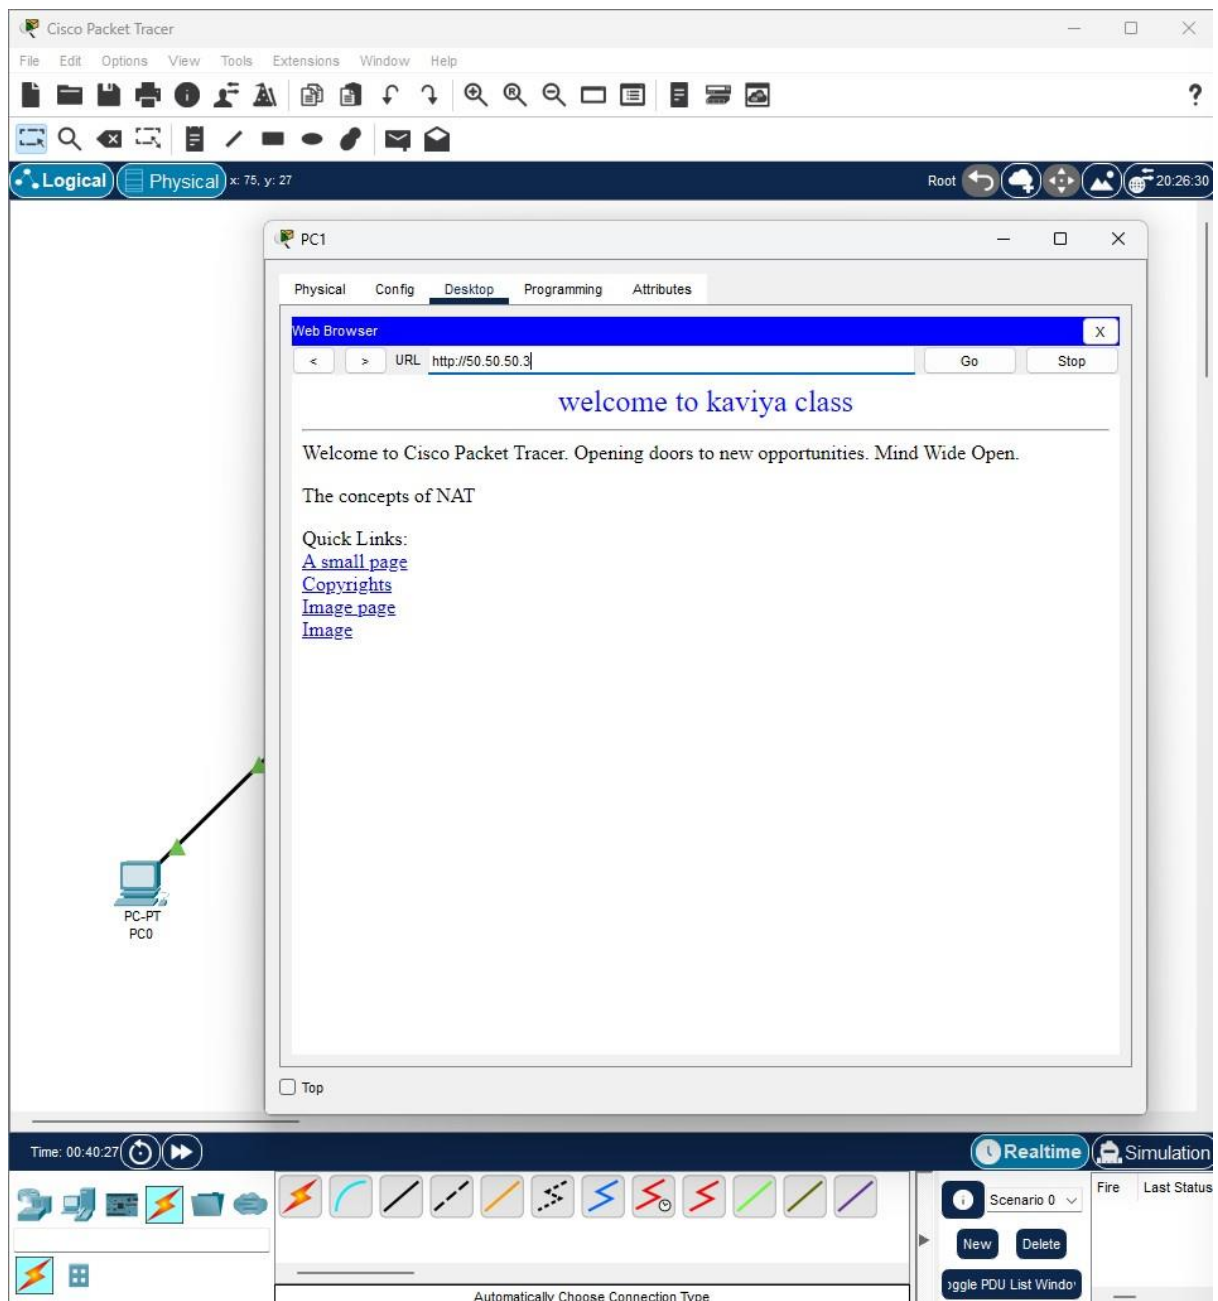 Cisco Packet Tracer
File Edit Options View Tools Extensions Window Help
?
Logical Physical x: 75, y: 27 Root 20:26:30
PC1
Physical Config Desktop Programming Attributes
Web Browser X
< > URL http://50.50.50.3 Go Stop
welcome to kaviya class
Welcome to Cisco Packet Tracer. Opening doors to new opportunities. Mind Wide Open.
The concepts of NAT
Quick Links:
A small page
Copyrights
Image page
Image
PC-PT
PC0
Top
Time: 00:40:27 Realtime Simulation
Scenario 0 Fire Last Status
New Delete
oggle PDU List Windo
Automatically Choose Connection Type